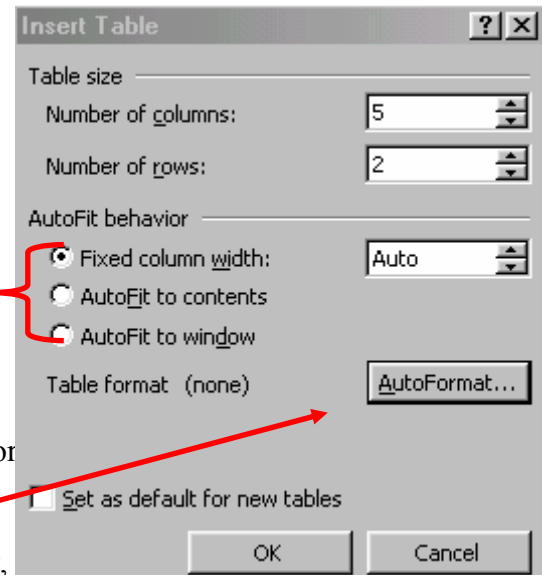 Insert Table
Table size
Number of columns: 5
Number of rows: 2
AutoFit behavior
Fixed column width: Auto
AutoFit to contents
AutoFit to window
Table format (none) AutoFormat...
Set as default for new tables
OK Cancel